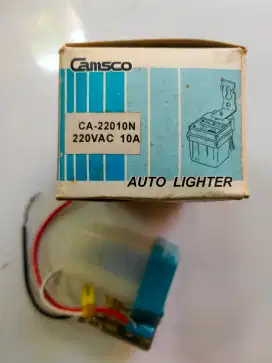 Camsco
CA-22010N
220VAC 10A
AUTO LIGHTER